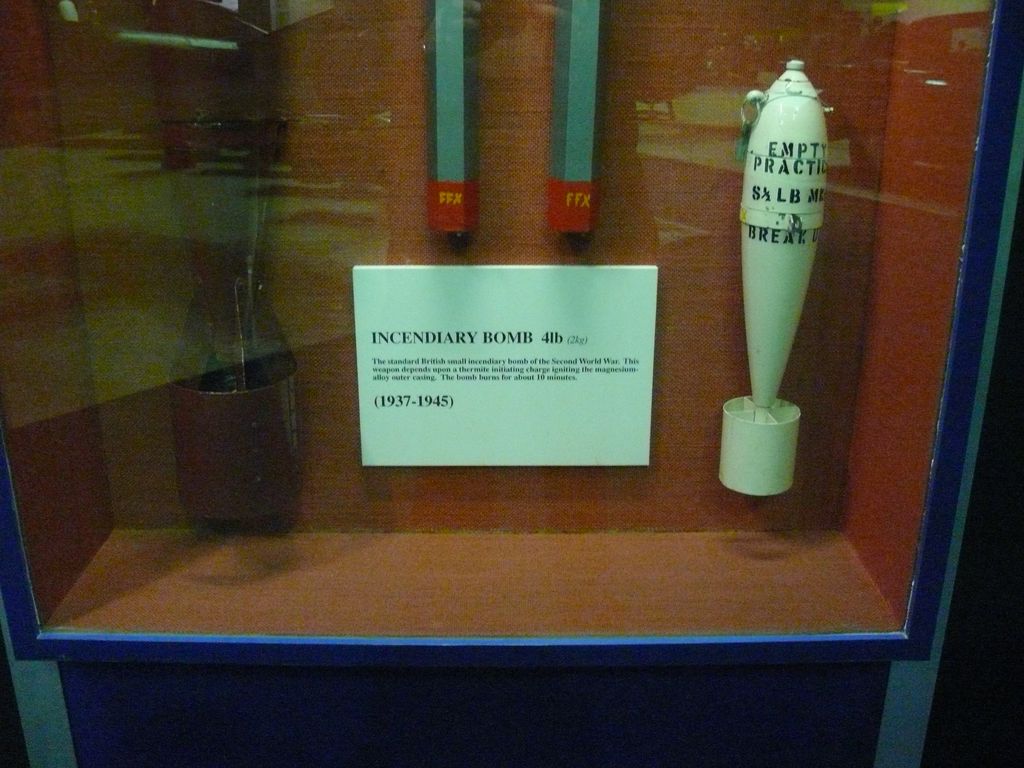 FFX
FFX
EMPTY
BREAK
INCENDIARY BOMB 4lb (2kg)
The standard British small incendiary bomb of the Second World War. This
weapon depends upon a thermite initiating charge igniting the magnesium-
alloy outer casing. The bomb burns for about 10 minutes.
(1937-1945)